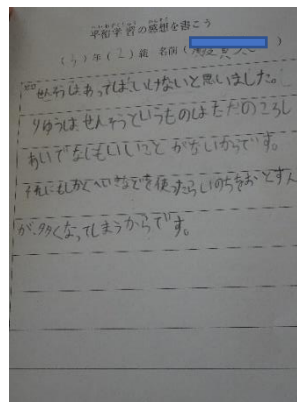 平和学習の感想を書こう
(3)年(2)組 名前(
せんそうはあってはいけないと思いました。
りゆうはせんそうというものはただのころし
あいでなにもいいことがないからです。
それにもしかくへいきなどを使ったらいのちをおとす人
が、多くなってしまうからです。